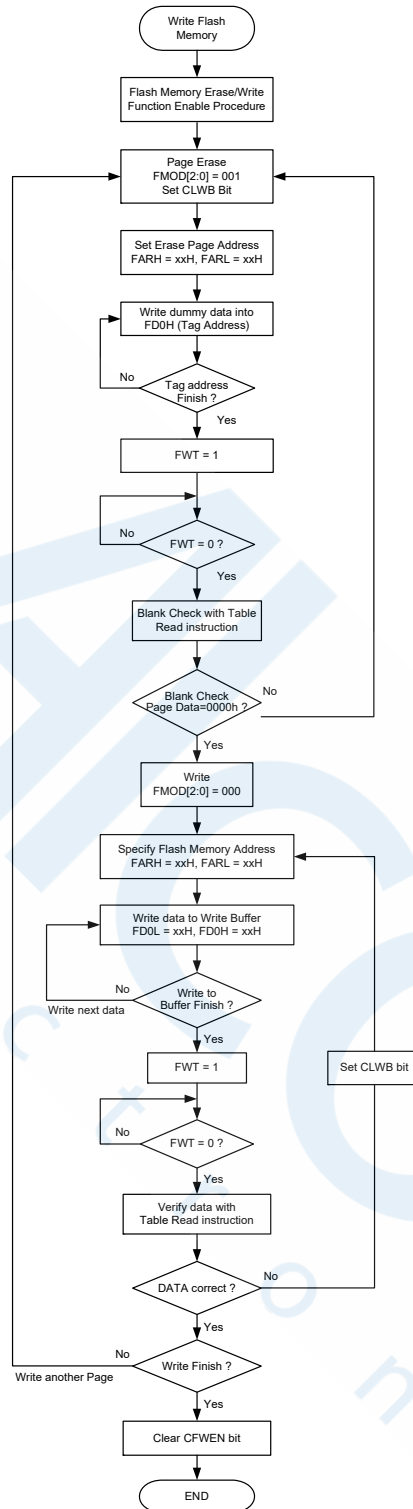 Write Flash
Memory
Flash Memory Erase/Write
Function Enable Procedure
Page Erase
FMOD[2:0] = 001
Set CLWB Bit
Set Erase Page Address
FARH = xxH, FARL = xxH
Write dummy data into
FD0H (Tag Address)
No
Tag address
Finish ?
Yes
FWT = 1
No
FWT = 0 ?
Yes
Blank Check with Table
Read instruction
No
Blank Check
Page Data=0000h ?
Yes
Write
FMOD[2:0] = 000
Specify Flash Memory Address
FARH = xxH, FARL = xxH
Write data to Write Buffer
FD0L = xxH, FD0H = xxH
No
Write to
Buffer Finish ?
Write next data
Yes
FWT = 1
Set CLWB bit
No
FWT = 0 ?
Yes
Verify data with
Table Read instruction
No
DATA correct ?
Yes
No
Write Finish ?
Write another Page
Yes
Clear CFWEN bit
END